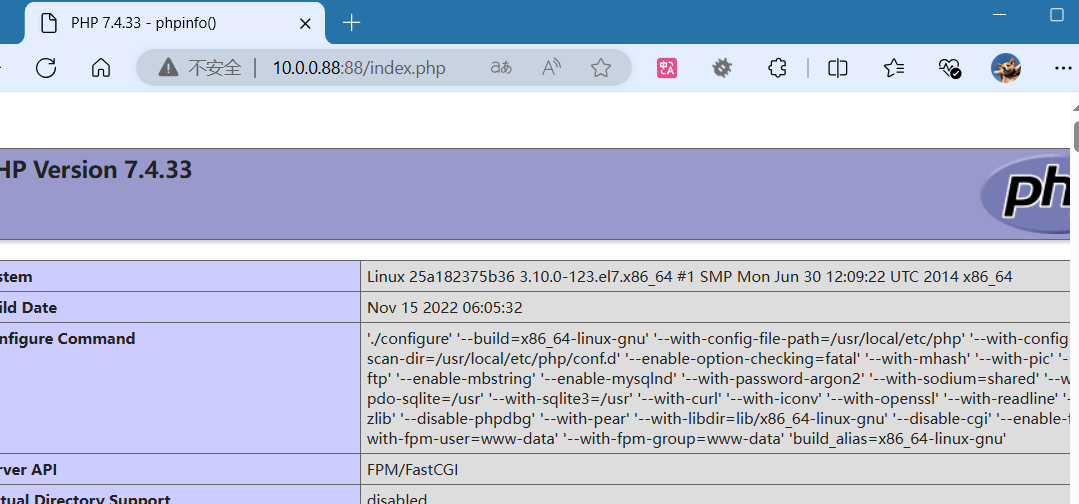 PHP 7.4.33 - phpinfo()
不安全 10.0.0.88:88/index.php
HP Version 7.4.33
ph
stem Linux 25a182375b36 3.10.0-123.el7.x86_64 #1 SMP Mon Jun 30 12:09:22 UTC 2014 x86_64
ild Date Nov 15 2022 06:05:32
nfigure Command './configure' '--build=x86_64-linux-gnu' '--with-config-file-path=/usr/local/etc/php' '--with-config-
scan-dir=/usr/local/etc/php/conf.d' '--enable-option-checking=fatal' '--with-mhash' '--with-pic' '--
ftp' '--enable-mbstring' '--enable-mysqlnd' '--with-password-argon2' '--with-sodium=shared' '--w
pdo-sqlite=/usr' '--with-sqlite3=/usr' '--with-curl' '--with-iconv' '--with-openssl' '--with-readline' '-
zlib' '--disable-phpdbg' '--with-pear' '--with-libdir=lib/x86_64-linux-gnu' '--disable-cgi' '--enable-f
with-fpm-user=www-data' '--with-fpm-group=www-data' 'build_alias=x86_64-linux-gnu'
rver API FPM/FastCGI
tual Directory Support disabled